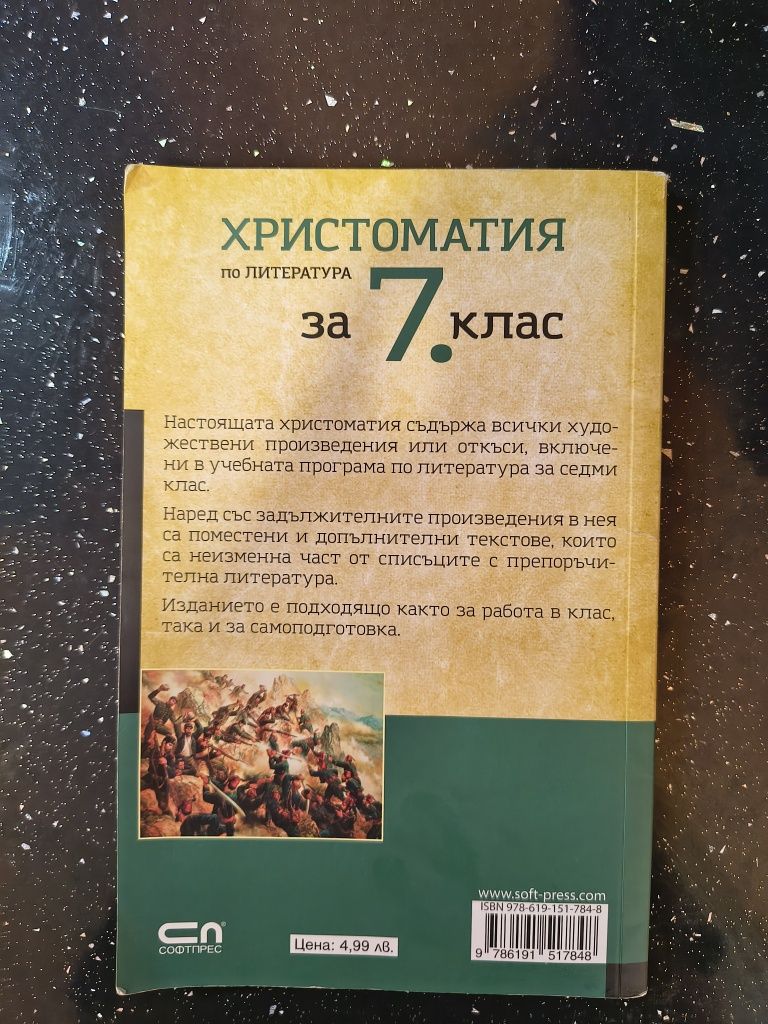 ХРИСТОМАТИЯ
по ЛИТЕРАТУРА
за 7. клас
Настоящата христоматия съдържа всички худо-
жествени произведения или откъси, включе-
ни в учебната програма по литература за седми
клас.
Наред със задължителните произведения в нея
са поместени и допълнителни текстове, които
са неизменна част от списъците с препоръчи-
телна литература.
Изданието е подходящо както за работа в клас,
така и за самоподготовка.
www.soft-press.com
ISBN 978-619-151-784-8
9 786191 517848
сп®
СОФТПРЕС
Цена: 4,99 лв.